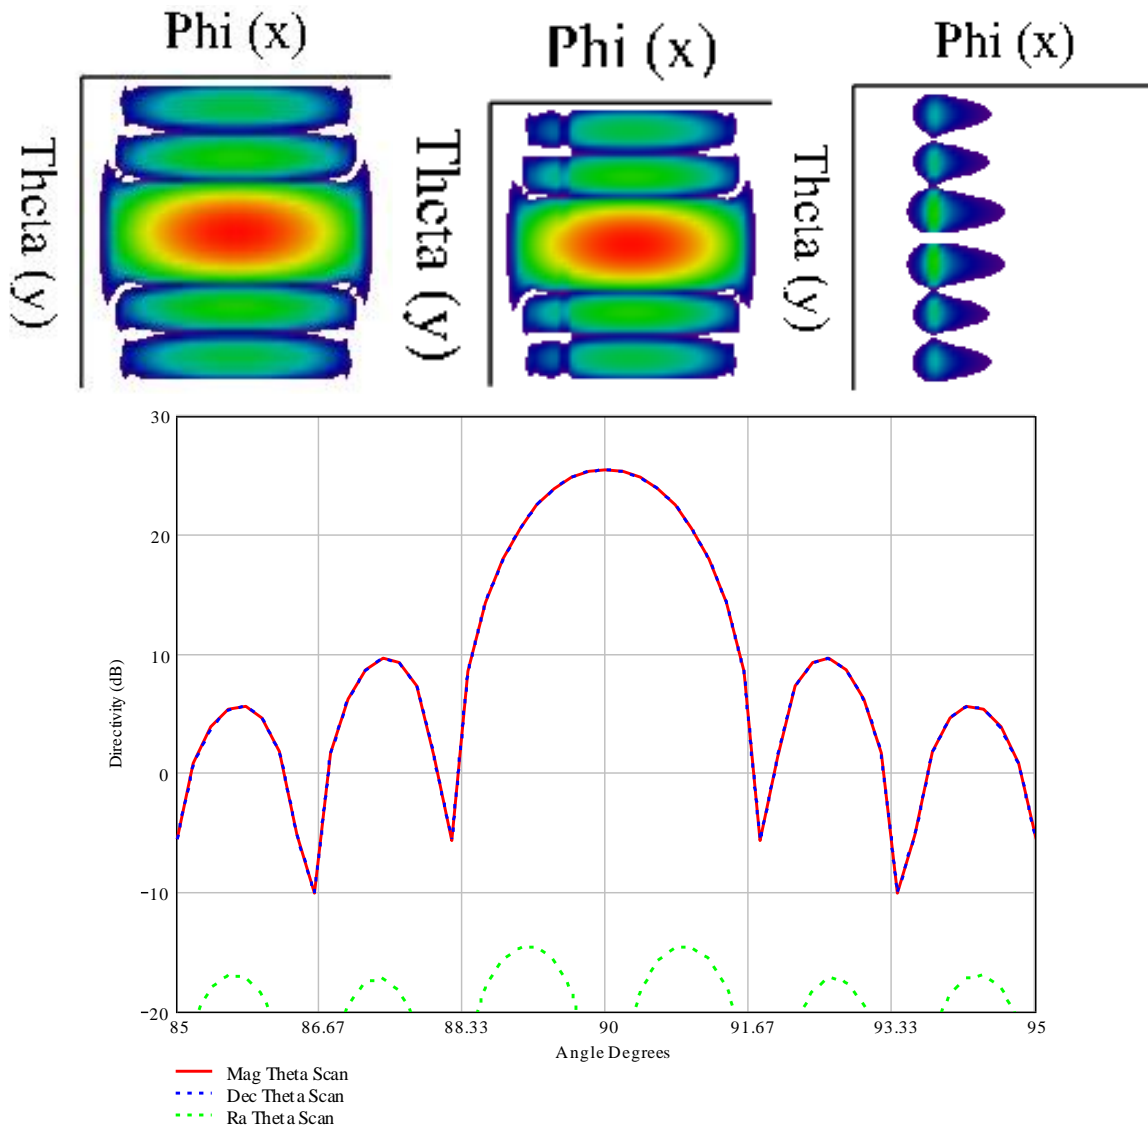 Phi (x)
Phi (x)
Phi (x)
Theta (y)
Theta (y)
Theta (y)
30
20
10
0
−10
−20
Directivity (dB)
85
86.67
88.33
90
91.67
93.33
95
Angle Degrees
Mag Theta Scan
Dec Theta Scan
Ra Theta Scan